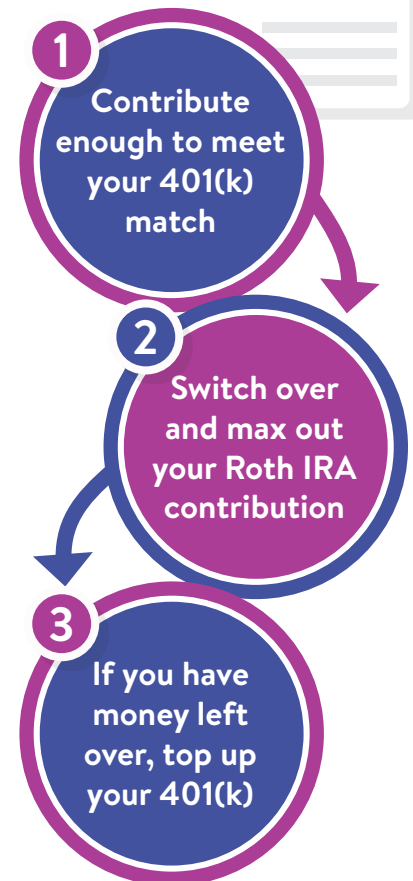 1
Contribute
enough to meet
your 401(k)
match
2
Switch over
and max out
your Roth IRA
contribution
3
If you have
money left
over, top up
your 401(k)